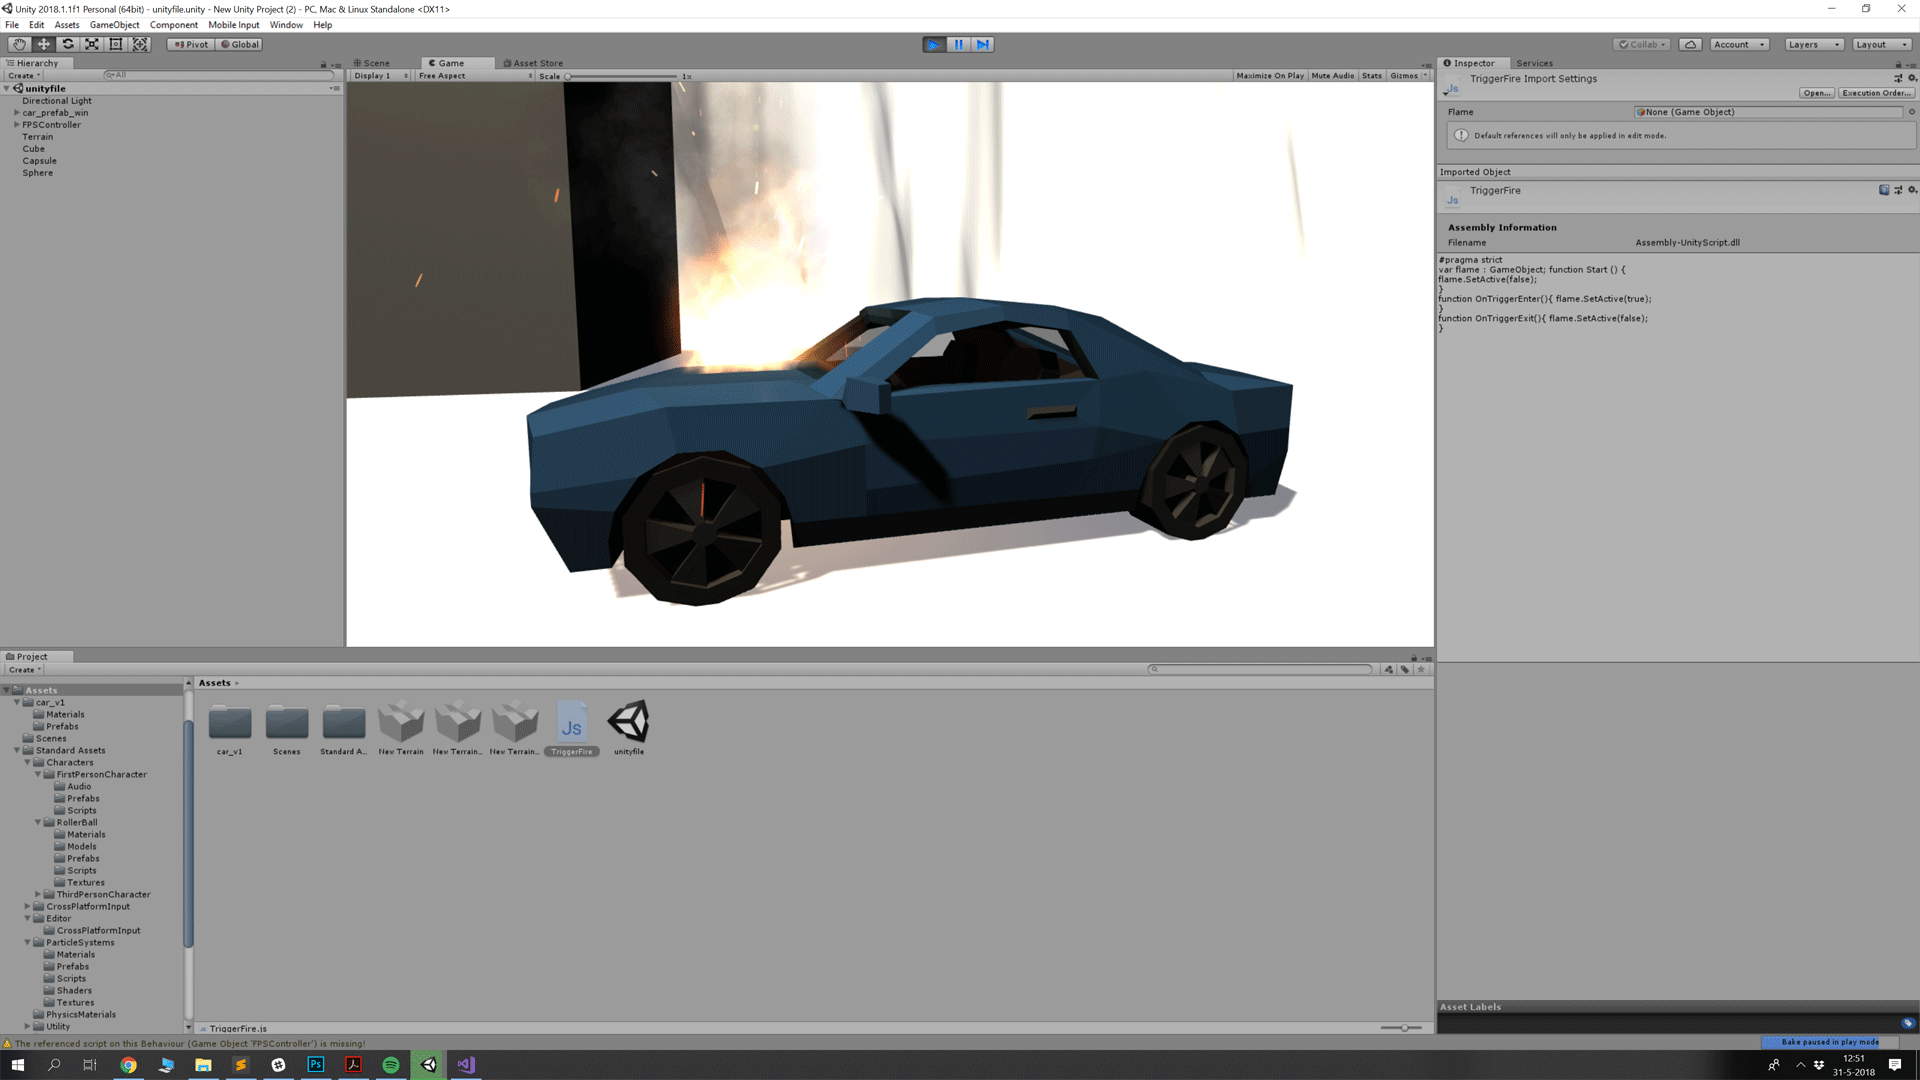 Unity 2018.1.1f1 Personal (64bit) - unityfile.unity - New Unity Project (2) - PC, Mac & Linux Standalone <DX11>
File Edit Assets GameObject Component Mobile Input Window Help
Pivot Global Collab Account Layers Layout
Hierarchy
Create All
unityfile
Directional Light
car_prefab_win
FPSController
Terrain
Cube
Capsule
Sphere
Scene Game Asset Store
Display 1 Free Aspect Scale 1x Maximize On Play Mute Audio Stats Gizmos
Inspector Services
TriggerFire Import Settings
Js
Open... Execution Order...
Flame None (Game Object)
Default references will only be applied in edit mode.
Imported Object
TriggerFire
Js
Assembly Information
Filename Assembly-UnityScript.dll
#pragma strict
var flame : GameObject; function Start () {
flame.SetActive(false);
}
function OnTriggerEnter(){ flame.SetActive(true);
}
function OnTriggerExit(){ flame.SetActive(false);
}
Project
Create
Assets
car_v1
Materials
Prefabs
Scenes
Standard Assets
Characters
FirstPersonCharacter
Audio
Prefabs
Scripts
RollerBall
Materials
Models
Prefabs
Scripts
Textures
ThirdPersonCharacter
CrossPlatformInput
Editor
CrossPlatformInput
ParticleSystems
Materials
Prefabs
Scripts
Shaders
Textures
PhysicsMaterials
Utility
Assets
Js
car_v1 Scenes Standard A... New Terrain New Terrain... New Terrain... TriggerFire unityfile
TriggerFire.js
Asset Labels
The referenced script on this Behaviour (Game Object 'FPSController') is missing!
Bake paused in play mode
Ps
12:51
31-5-2018